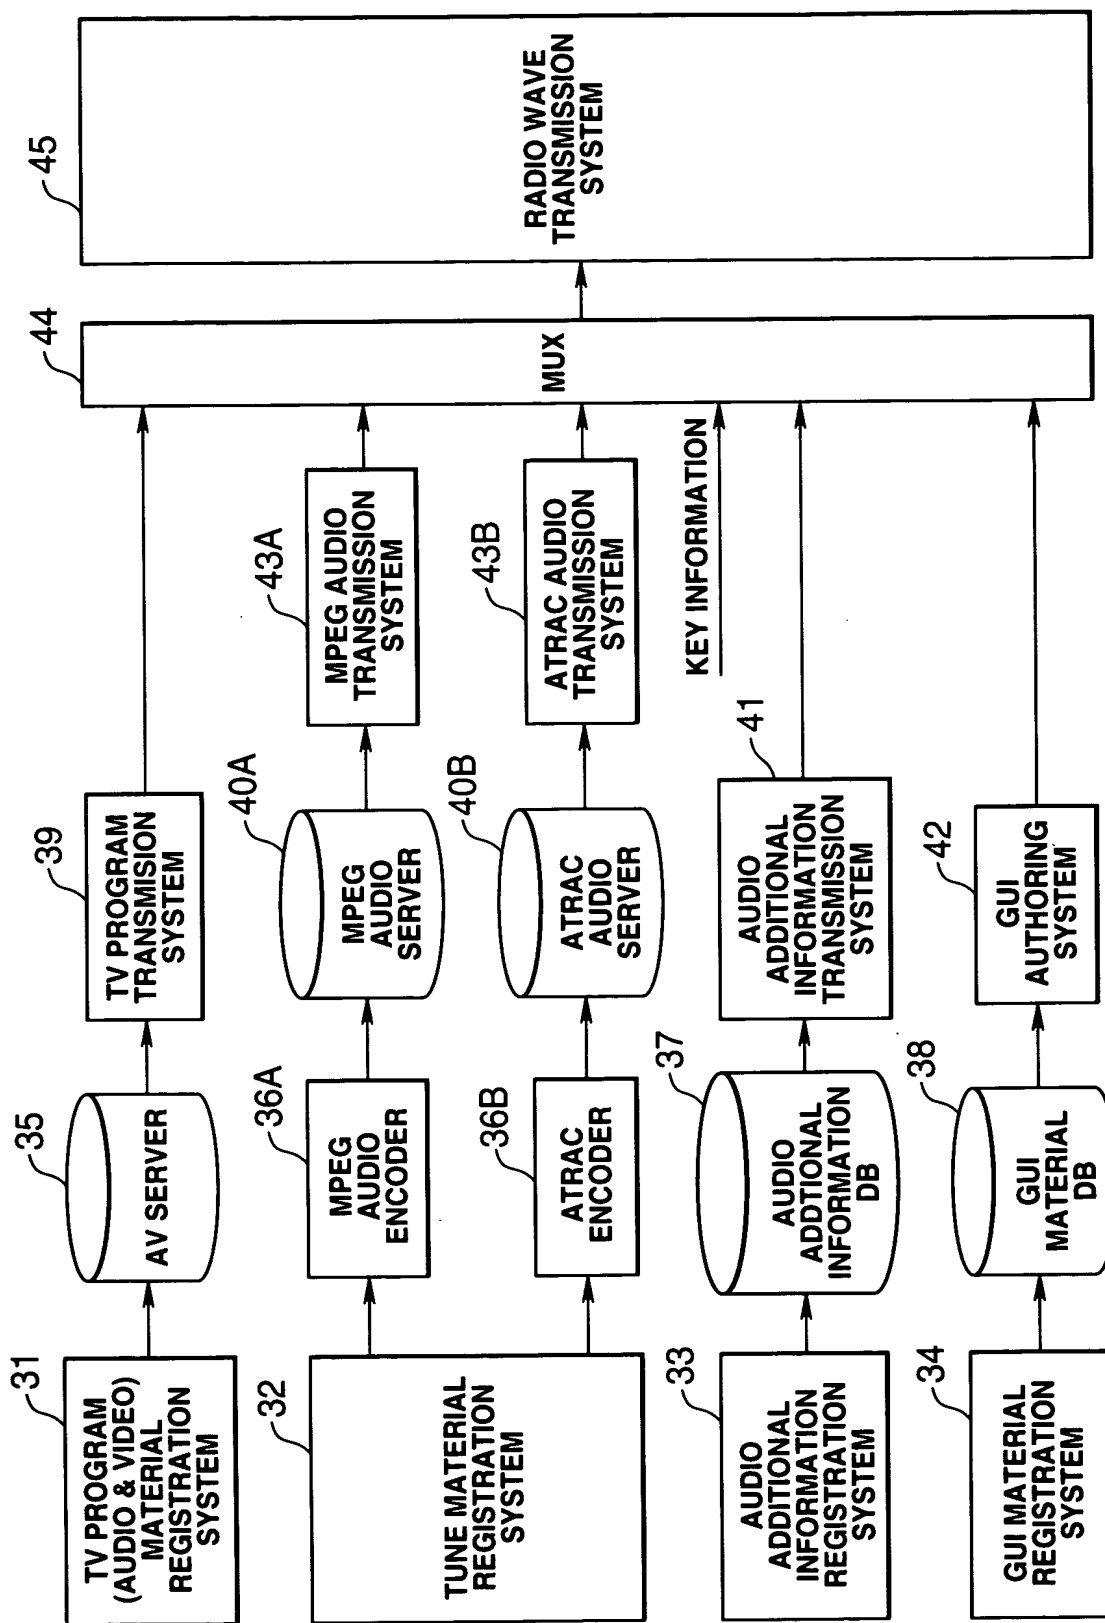 31
TV PROGRAM
(AUDIO & VIDEO)
MATERIAL
REGISTRATION
SYSTEM
35
AV SERVER
39
TV PROGRAM
TRANSMISION
SYSTEM
32
TUNE MATERIAL
REGISTRATION
SYSTEM
36A
MPEG
AUDIO
ENCODER
40A
MPEG
AUDIO
SERVER
43A
MPEG AUDIO
TRANSMISSION
SYSTEM
36B
ATRAC
ENCODER
40B
ATRAC
AUDIO
SERVER
43B
ATRAC AUDIO
TRANSMISSION
SYSTEM
KEY INFORMATION
33
AUDIO
ADDITIONAL
INFORMATION
REGISTRATION
SYSTEM
37
AUDIO
ADDTIONAL
INFORMATION
DB
41
AUDIO
ADDITIONAL
INFORMATION
TRANSMISSION
SYSTEM
34
GUI MATERIAL
REGISTRATION
SYSTEM
38
GUI
MATERIAL
DB
42
GUI
AUTHORING
SYSTEM
44
MUX
45
RADIO WAVE
TRANSMISSION
SYSTEM